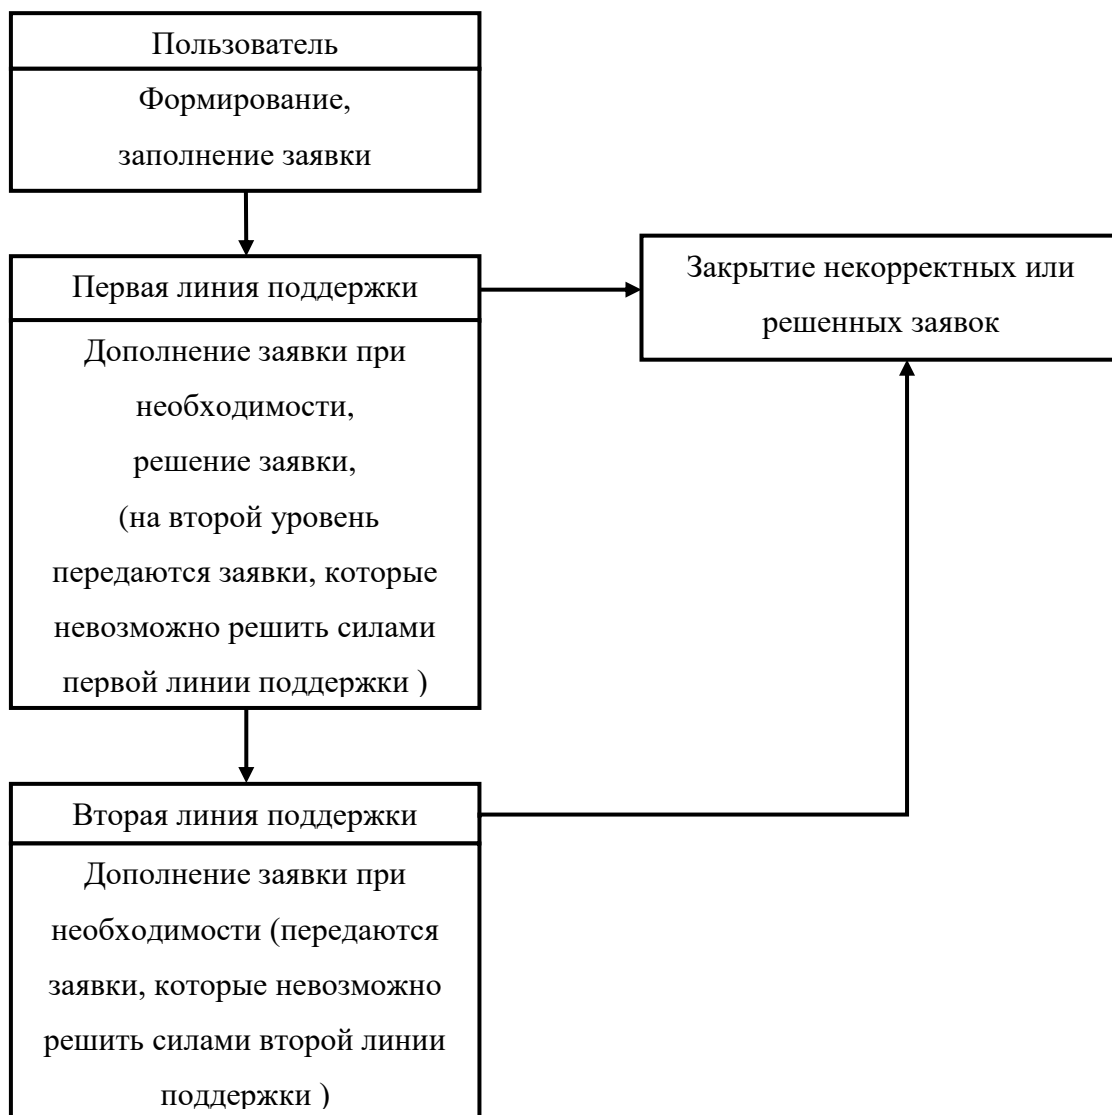 Пользователь
Формирование,
заполнение заявки
Первая линия поддержки
Дополнение заявки при
необходимости,
решение заявки,
(на второй уровень
передаются заявки, которые
невозможно решить силами
первой линии поддержки )
Закрытие некорректных или
решенных заявок
Вторая линия поддержки
Дополнение заявки при
необходимости (передаются
заявки, которые невозможно
решить силами второй линии
поддержки )